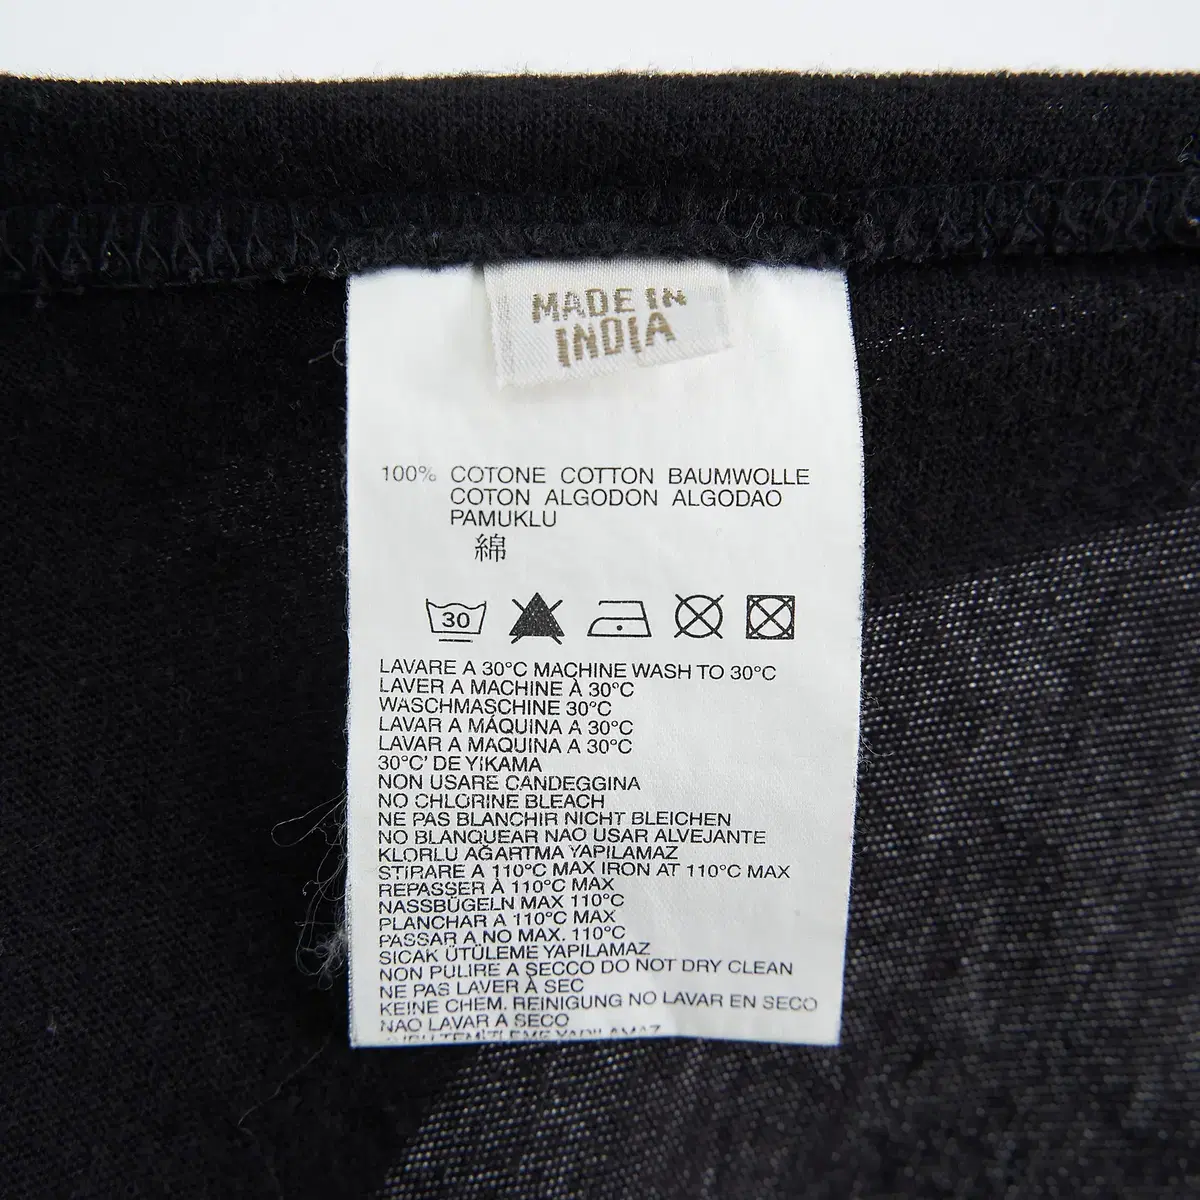 MADE IN
INDIA
100% COTONE COTTON BAUMWOLLE
COTON ALGODON ALGODAO
PAMUKLU
綿
30
LAVARE A 30°C MACHINE WASH TO 30°C
LAVER A MACHINE À 30°C
WASCHMASCHINE 30°C
LAVAR A MÁQUINA A 30°C
LAVAR A MAQUINA A 30°C
30°C' DE YIKAMA
NON USARE CANDEGGINA
NO CHLORINE BLEACH
NE PAS BLANCHIR NICHT BLEICHEN
NO BLANQUEAR NAO USAR ALVEJANTE
KLORLU AĞARTMA YAPILAMAZ
STIRARE A 110°C MAX IRON AT 110°C MAX
REPASSER À 110°C MAX
NASSBÜGELN MAX 110°C
PLANCHAR A 110°C MAX
PASSAR A NO MAX. 110°C
SICAK ÜTÜLEME YAPILAMAZ
NON PULIRE A SECCO DO NOT DRY CLEAN
NE PAS LAVER À SEC
KEINE CHEM. REINIGUNG NO LAVAR EN SECO
NAO LAVAR A SECO